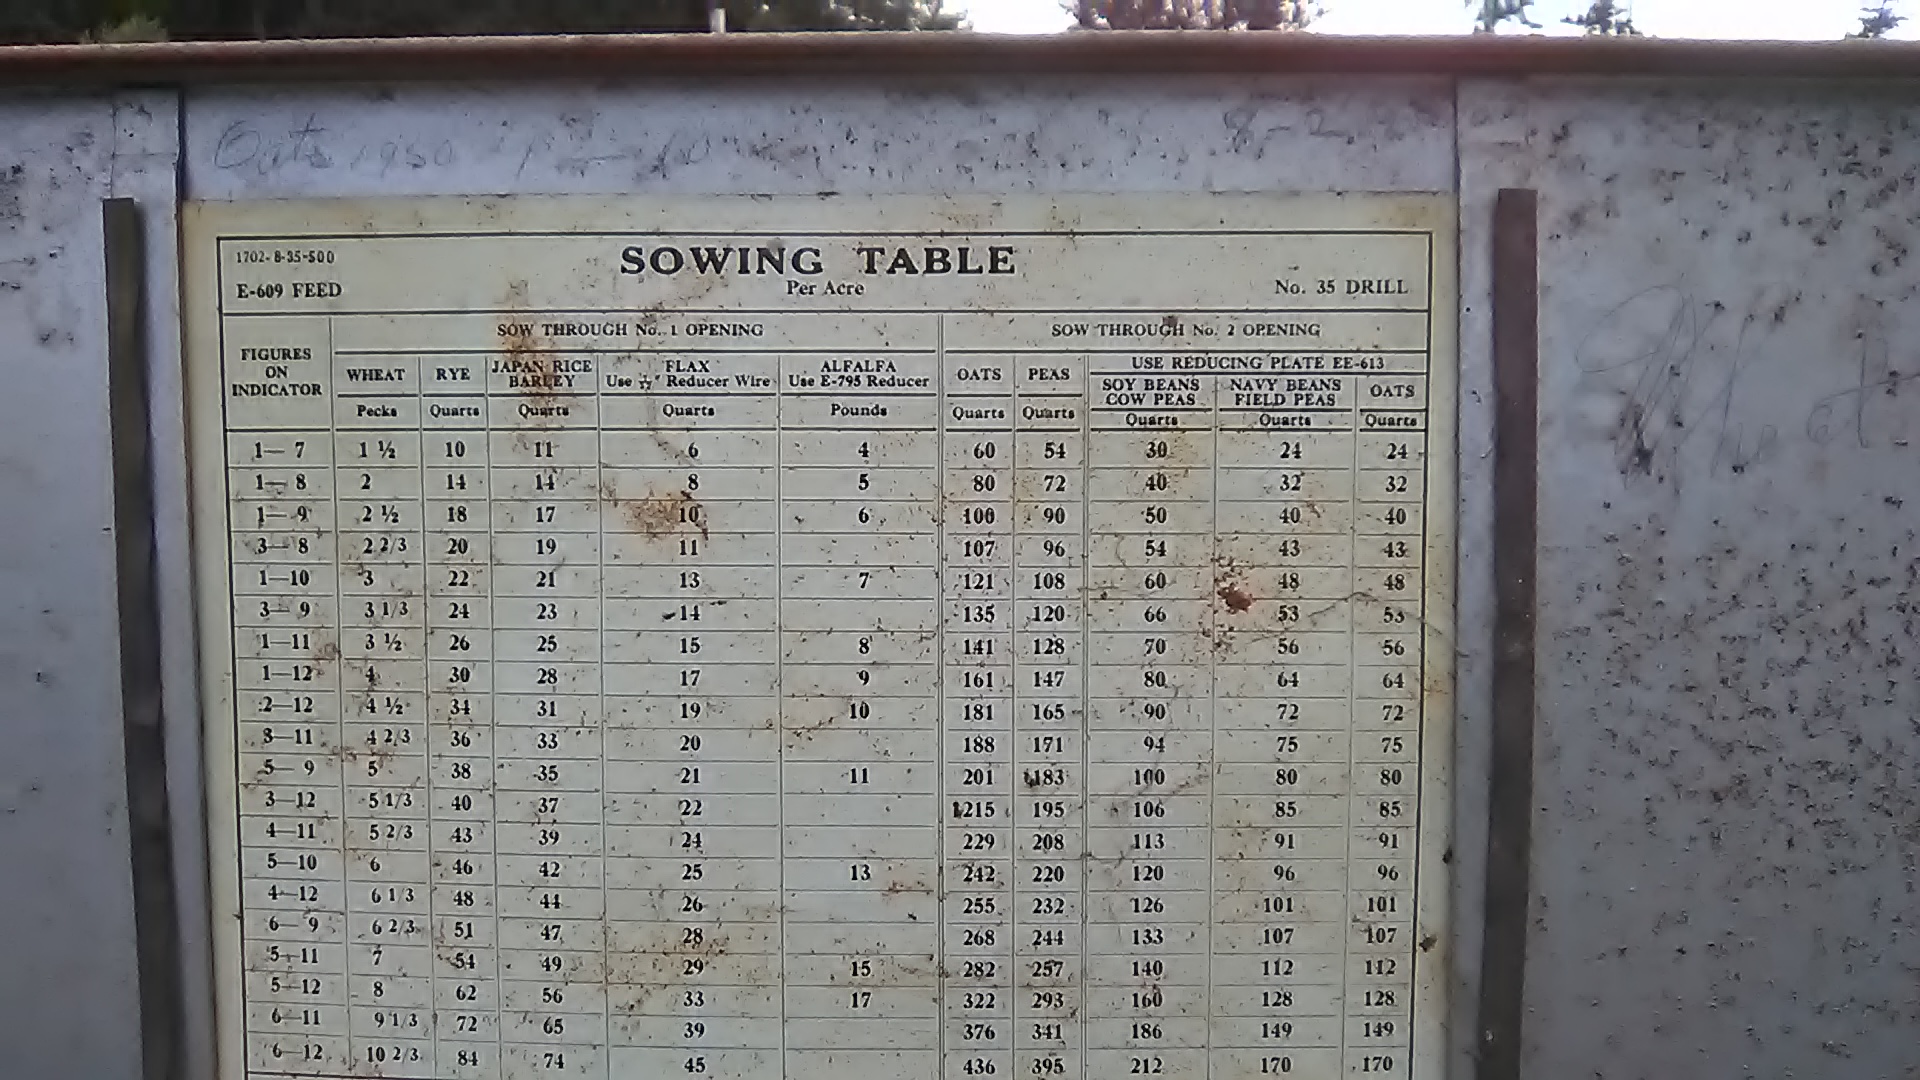 Oats 1950
1702-8-35-500
SOWING TABLE
E-609 FEED
Per Acre
No. 35 DRILL
SOW THROUGH No. 1 OPENING
SOW THROUGH No. 2 OPENING
FIGURES ON INDICATOR
WHEAT RYE JAPAN RICE BARLEY FLAX Use Reducer Wire ALFALFA Use E-795 Reducer OATS PEAS USE REDUCING PLATE EE-613
SOY BEANS COW PEAS NAVY BEANS FIELD PEAS OATS
Pecks Quarts Quarts Quarts Pounds Quarts Quarts Quarts Quarts Quarts
1—7 1 ½ 10 11 6 4 60 54 30 24 24
1—8 2 14 14 8 5 80 72 40 32 32
1—9 2 ½ 18 17 10 6 100 90 50 40 40
3—8 2 2/3 20 19 11 107 96 54 43 43
1—10 3 22 21 13 7 121 108 60 48 48
3—9 3 1/3 24 23 14 135 120 66 53 53
1—11 3 ½ 26 25 15 8 141 128 70 56 56
1—12 4 30 28 17 9 161 147 80 64 64
2—12 4 ½ 34 31 19 10 181 165 90 72 72
3—11 4 2/3 36 33 20 188 171 94 75 75
5—9 5 38 35 21 11 201 183 100 80 80
3—12 5 1/3 40 37 22 215 195 106 85 85
4—11 5 2/3 43 39 24 229 208 113 91 91
5—10 6 46 42 25 13 242 220 120 96 96
4—12 6 1/3 48 44 26 255 232 126 101 101
6—9 6 2/3 51 47 28 268 244 133 107 107
5—11 7 54 49 29 15 282 257 140 112 112
5—12 8 62 56 33 17 322 293 160 128 128
6—11 9 1/3 72 65 39 376 341 186 149 149
6—12 10 2/3 84 74 45 436 395 212 170 170